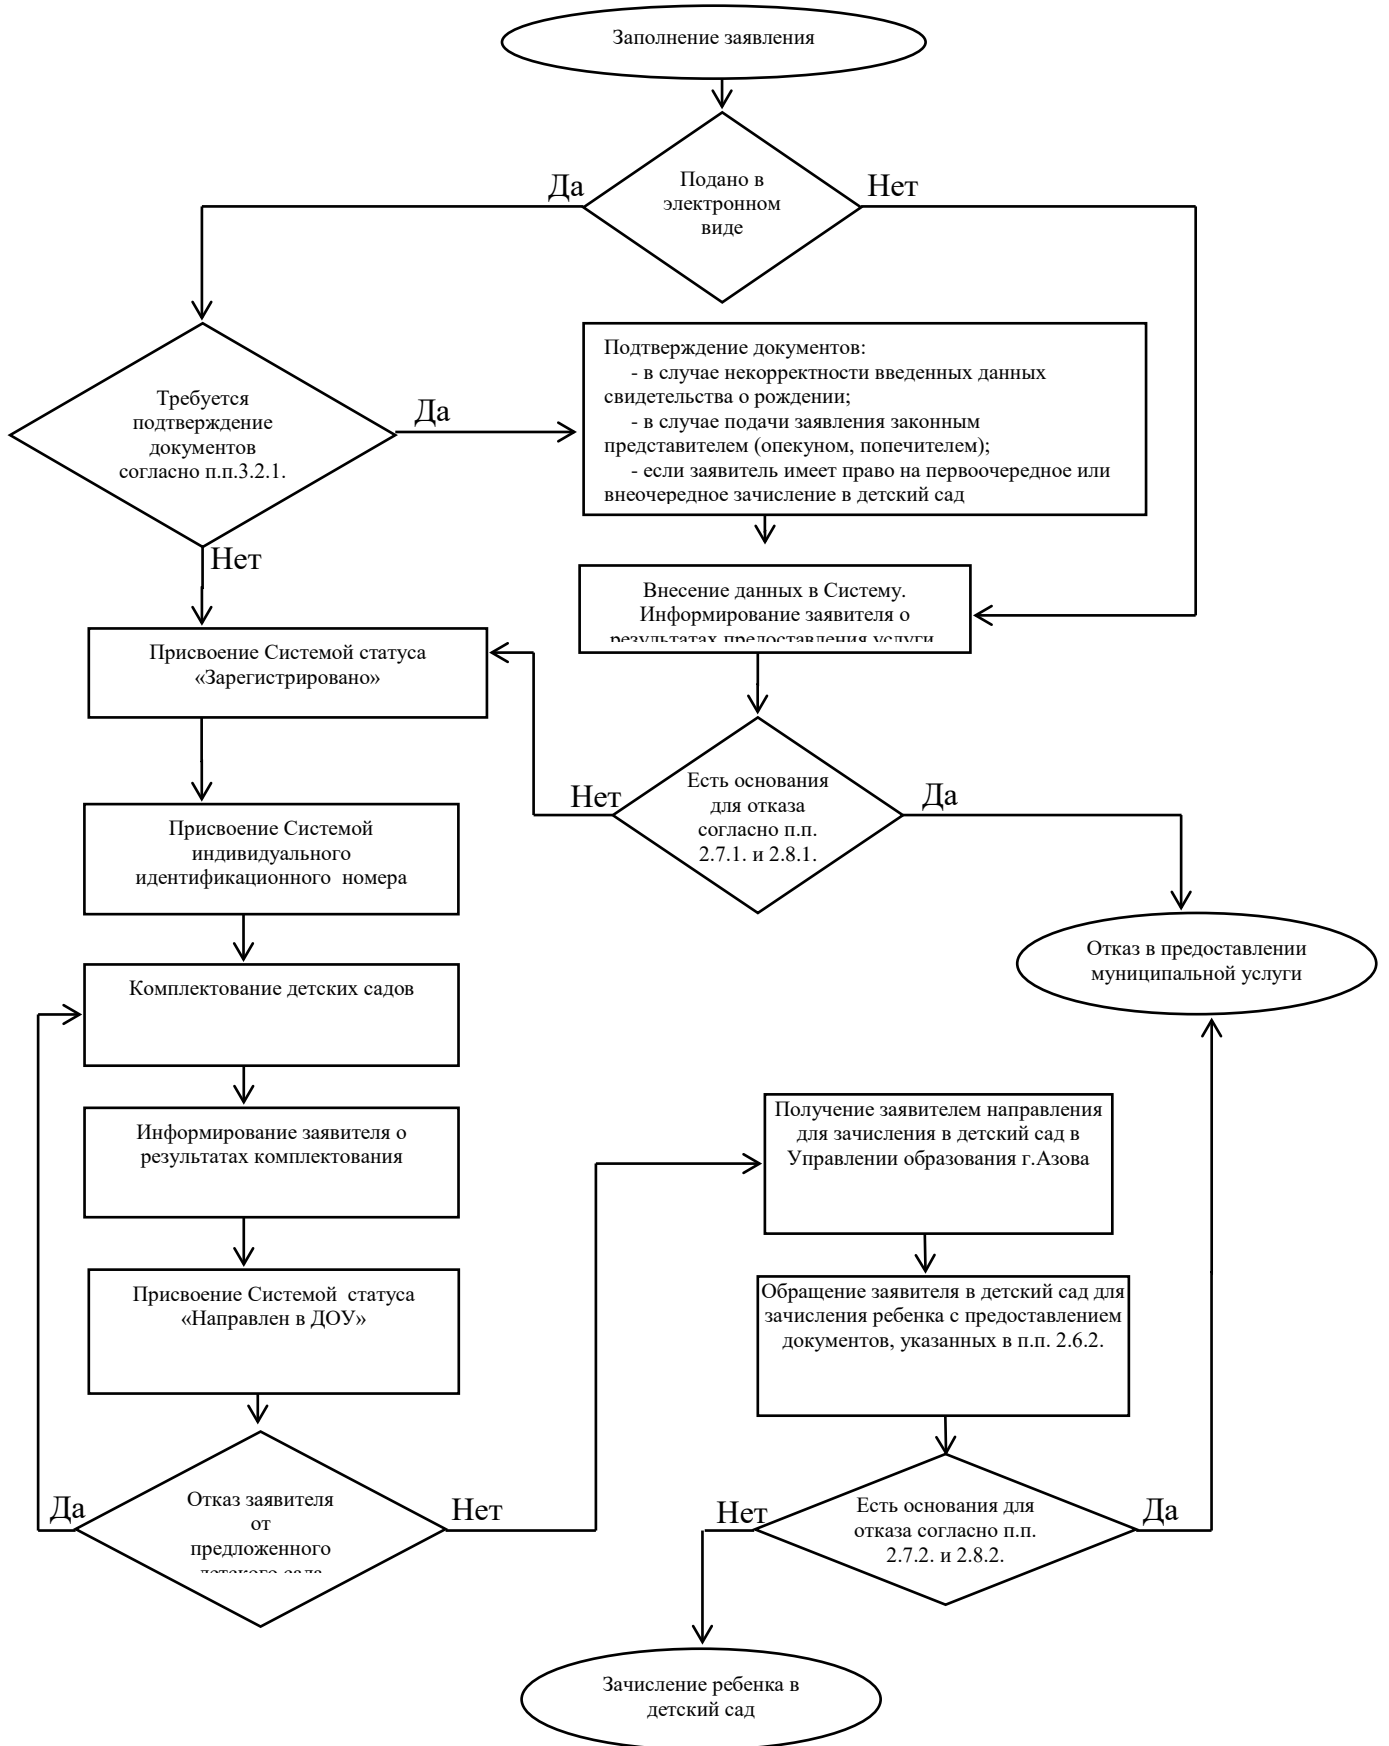 Заполнение заявления
Подано в
электронном
виде
Да
Нет
Требуется
подтверждение
документов
согласно п.п.3.2.1.
Да
Подтверждение документов:
- в случае некорректности введенных данных
свидетельства о рождении;
- в случае подачи заявления законным
представителем (опекуном, попечителем);
- если заявитель имеет право на первоочередное или
внеочередное зачисление в детский сад
Нет
Внесение данных в Систему.
Информирование заявителя о
результатах предоставления услуги
Присвоение Системой статуса
«Зарегистрировано»
Есть основания
для отказа
согласно п.п.
2.7.1. и 2.8.1.
Нет
Да
Присвоение Системой
индивидуального
идентификационного номера
Отказ в предоставлении
муниципальной услуги
Комплектование детских садов
Информирование заявителя о
результатах комплектования
Получение заявителем направления
для зачисления в детский сад в
Управлении образования г.Азова
Присвоение Системой статуса
«Направлен в ДОУ»
Обращение заявителя в детский сад для
зачисления ребенка с предоставлением
документов, указанных в п.п. 2.6.2.
Да
Отказ заявителя
от
предложенного
детского сада
Нет
Нет
Есть основания для
отказа согласно п.п.
2.7.2. и 2.8.2.
Да
Зачисление ребенка в
детский сад